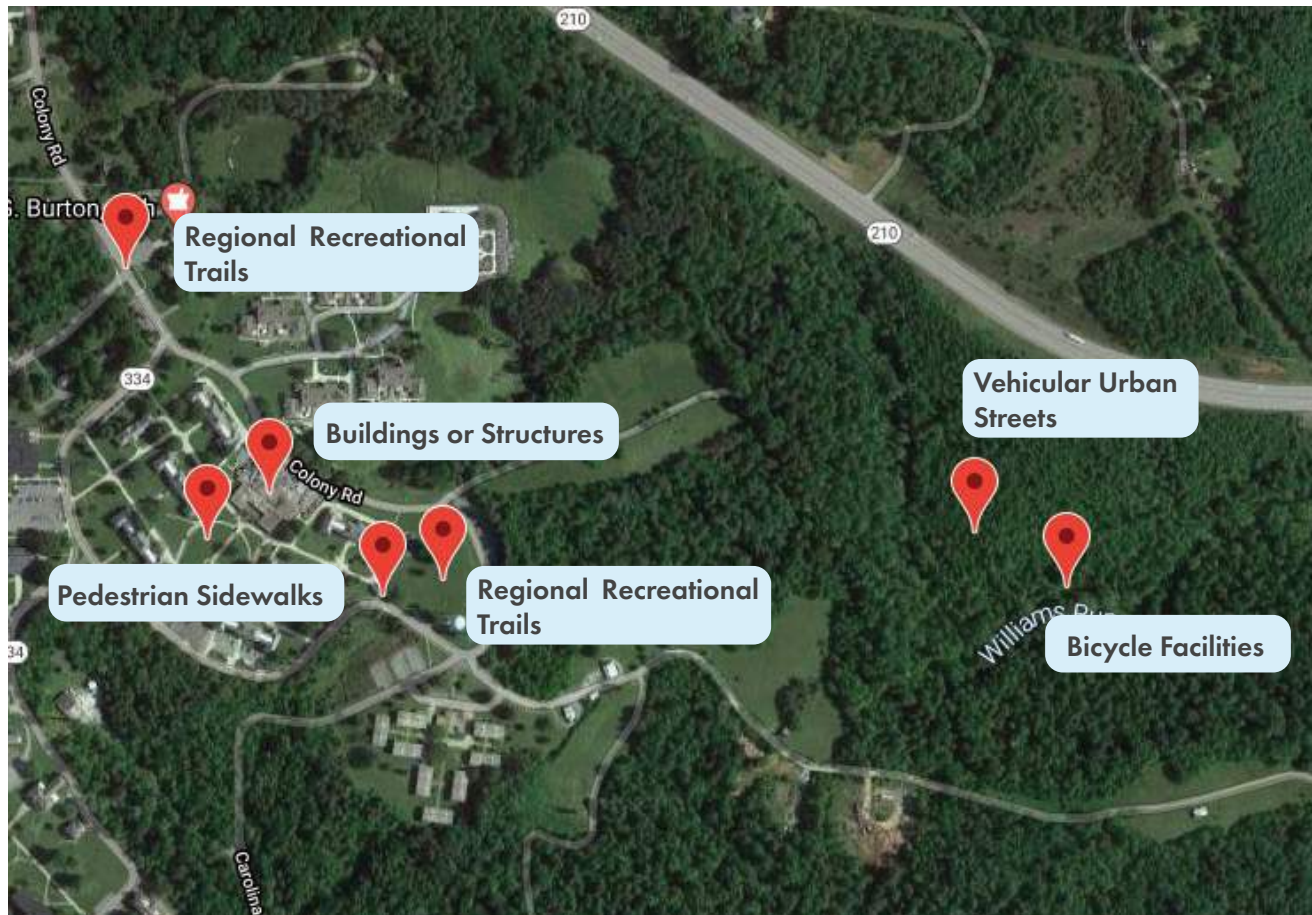 210
Colony Rd
S. Burton
Regional Recreational
Trails
210
334
Vehicular Urban
Streets
Buildings or Structures
Colony Rd
Pedestrian Sidewalks
Regional Recreational
Trails
Williams
Bicycle Facilities
34
Carolina